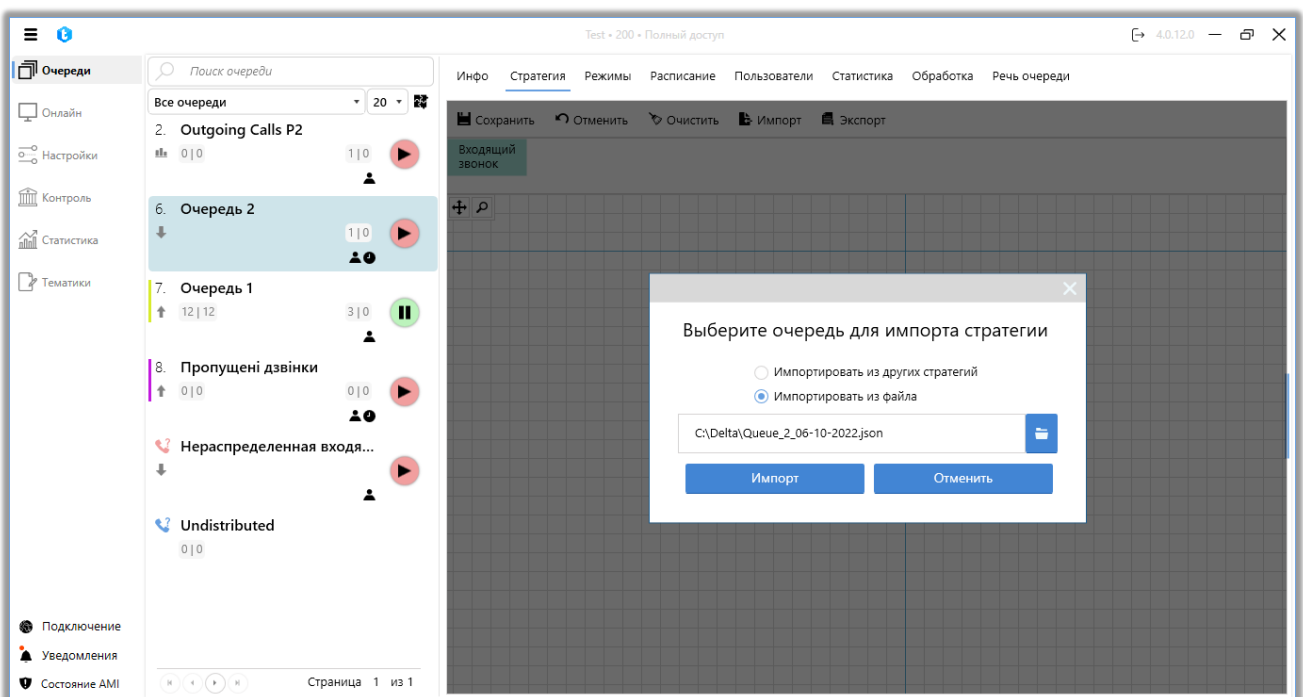 Test • 200 • Полный доступ
4.0.12.0
Очереди
Онлайн
Настройки
Контроль
Статистика
Тематики
Подключение
Уведомления
Состояние AMI
Поиск очереди
Все очереди
20
2. Outgoing Calls P2
0 | 0
1 | 0
6. Очередь 2
1 | 0
7. Очередь 1
12 | 12
3 | 0
8. Пропущені дзвінки
0 | 0
0 | 0
Нераспределенная входя...
Undistributed
0 | 0
Страница 1 из 1
Инфо Стратегия Режимы Расписание Пользователи Статистика Обработка Речь очереди
Сохранить Отменить Очистить Импорт Экспорт
Входящий
звонок
Выберите очередь для импорта стратегии
Импортировать из других стратегий
Импортировать из файла
C:\Delta\Queue_2_06-10-2022.json
Импорт Отменить